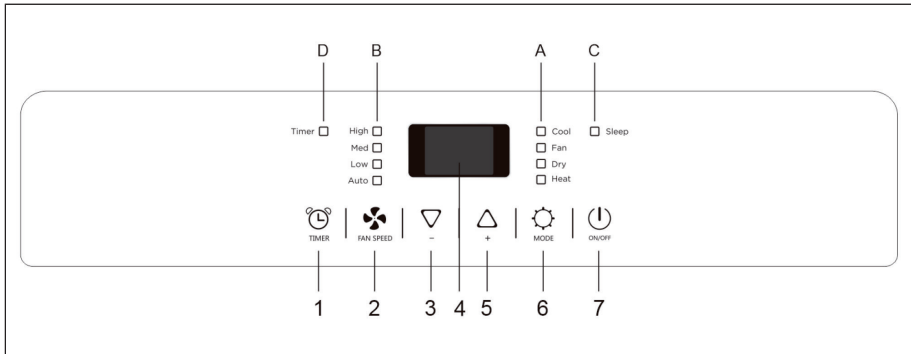 D B A C
Timer High Cool Sleep
Med Fan
Low Dry
Auto Heat
TIMER FAN SPEED − + MODE ON/OFF
1 2 3 4 5 6 7